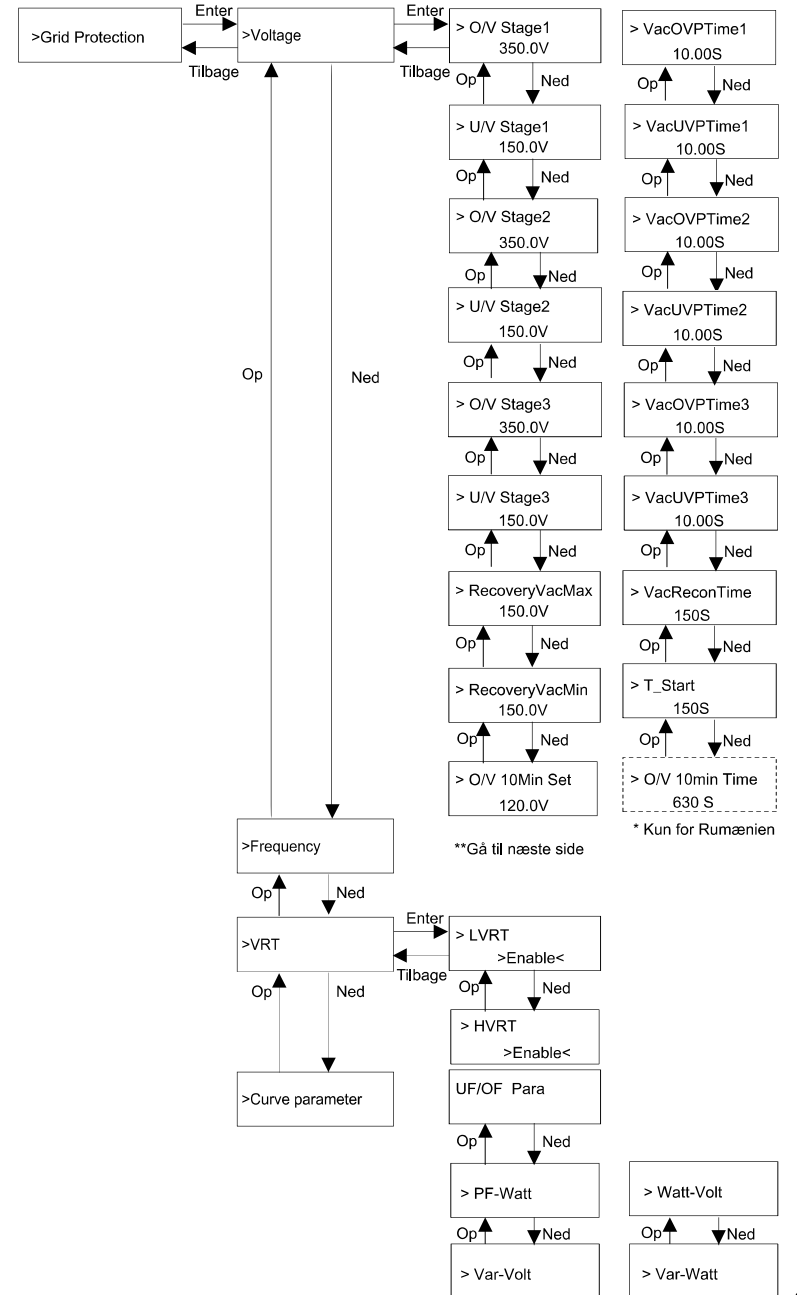 Enter
Enter
>Grid Protection
>Voltage
> O/V Stage1
350.0V
Tilbage
Tilbage
Op
Ned
> U/V Stage1
150.0V
Op
Ned
> O/V Stage2
350.0V
Op
Ned
> U/V Stage2
150.0V
Op
Ned
> O/V Stage3
350.0V
Op
Ned
> U/V Stage3
150.0V
Op
Ned
> RecoveryVacMax
150.0V
Op
Ned
> RecoveryVacMin
150.0V
Op
Ned
> O/V 10Min Set
120.0V
**Gå til næste side
> VacOVPTime1
10.00S
Op
Ned
> VacUVPTime1
10.00S
Op
Ned
> VacOVPTime2
10.00S
Op
Ned
> VacUVPTime2
10.00S
Op
Ned
> VacOVPTime3
10.00S
Op
Ned
> VacUVPTime3
10.00S
Op
Ned
> VacReconTime
150S
Op
Ned
> T_Start
150S
Op
Ned
> O/V 10min Time
630 S
* Kun for Rumænien
Op
Ned
>Frequency
Op
Ned
>VRT
Enter
Tilbage
> LVRT
>Enable<
Op
Ned
> HVRT
>Enable<
Op
Ned
>Curve parameter
UF/OF Para
Op
Ned
> PF-Watt
Op
Ned
> Var-Volt
> Watt-Volt
Op
Ned
> Var-Watt